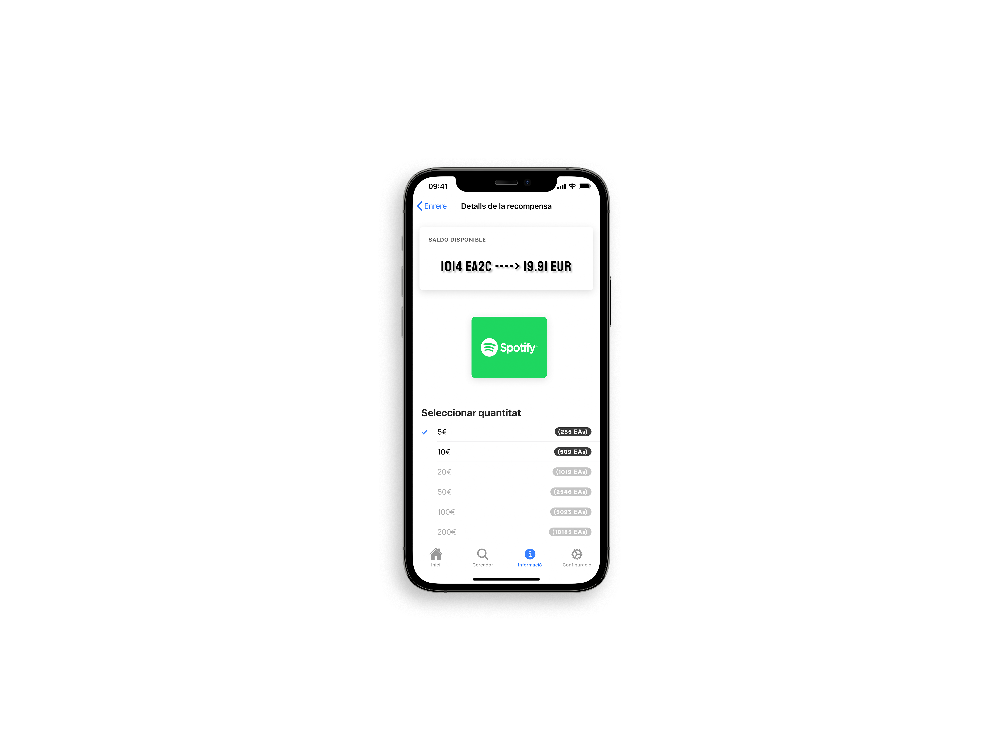 09:41
Enrere Detalls de la recompensa
SALDO DISPONIBLE
1014 EA2C ----> 19.91 EUR
Spotify®
Seleccionar quantitat
5€ (255 EAs)
10€ (509 EAs)
20€ (1019 EAs)
50€ (2546 EAs)
100€ (5093 EAs)
200€ (10185 EAs)
Inici Cercador Informació Configuració